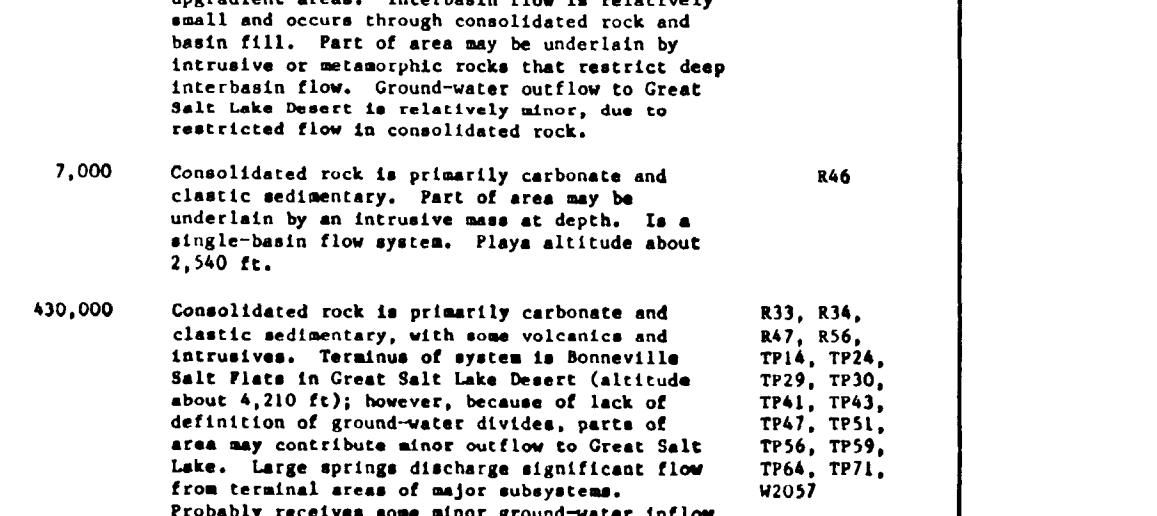 upgradient areas. Interbasin flow is relatively
small and occurs through consolidated rock and
basin fill. Part of area may be underlain by
intrusive or metamorphic rocks that restrict deep
interbasin flow. Ground-water outflow to Great
Salt Lake Desert is relatively minor, due to
restricted flow in consolidated rock.
7,000 Consolidated rock is primarily carbonate and R46
clastic sedimentary. Part of area may be
underlain by an intrusive mass at depth. Is a
single-basin flow system. Playa altitude about
2,540 ft.
430,000 Consolidated rock is primarily carbonate and R33, R34,
clastic sedimentary, with some volcanics and R47, R56,
intrusives. Terminus of system is Bonneville TP14, TP24,
Salt Flats in Great Salt Lake Desert (altitude TP29, TP30,
about 4,210 ft); however, because of lack of TP41, TP43,
definition of ground-water divides, parts of TP47, TP51,
area may contribute minor outflow to Great Salt TP56, TP59,
Lake. Large springs discharge significant flow TP64, TP71,
from terminal areas of major subsystems. W2057
Probably receives some minor ground-water inflow